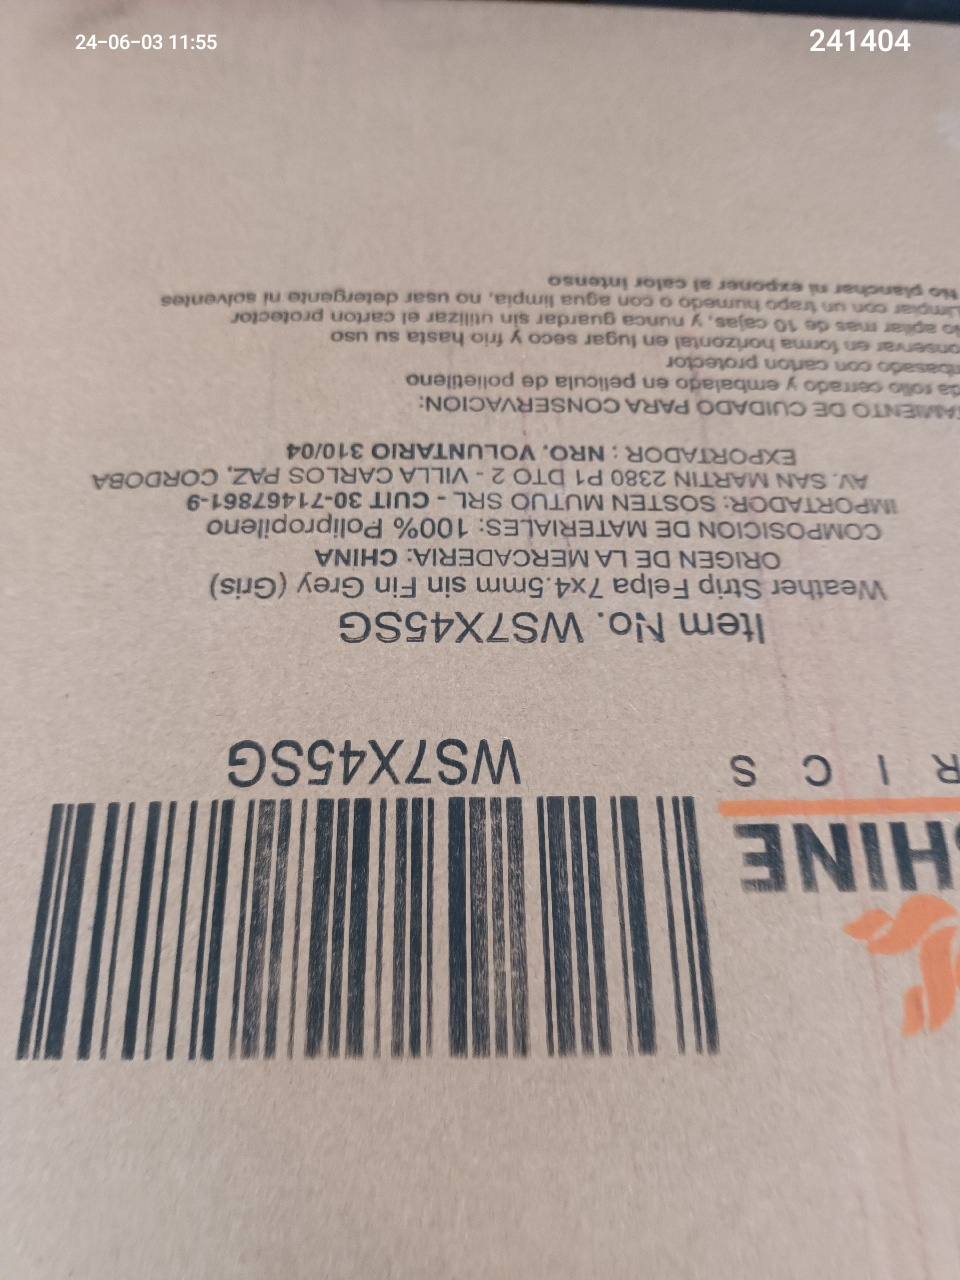 24-06-03 11:55
241404
SHINE
R I C S
WS7X45SG
Item No. WS7X45SG
Weather Strip Felpa 7x4.5mm sin Fin Grey (Gris)
ORIGEN DE LA MERCADERIA: CHINA
COMPOSICION DE MATERIALES: 100% Polipropileno
IMPORTADOR: SOSTEN MUTUO SRL - CUIT 30-71467861-9
AV. SAN MARTIN 2380 P1 DTO 2 - VILLA CARLOS PAZ, CORDOBA
EXPORTADOR : NRO. VOLUNTARIO 310/04
TAMIENTO DE CUIDADO PARA CONSERVACION:
da rollo cerrado y embalado en pelicula de polietileno
mbasado con carton protector
onservar en forma horizontal en lugar seco y frio hasta su uso
No apilar mas de 10 cajas, y nunca guardar sin utilizar el carton protector
Limpiar con un trapo humedo o con agua limpia, no usar detergente ni solventes
No planchar ni exponer al calor intenso